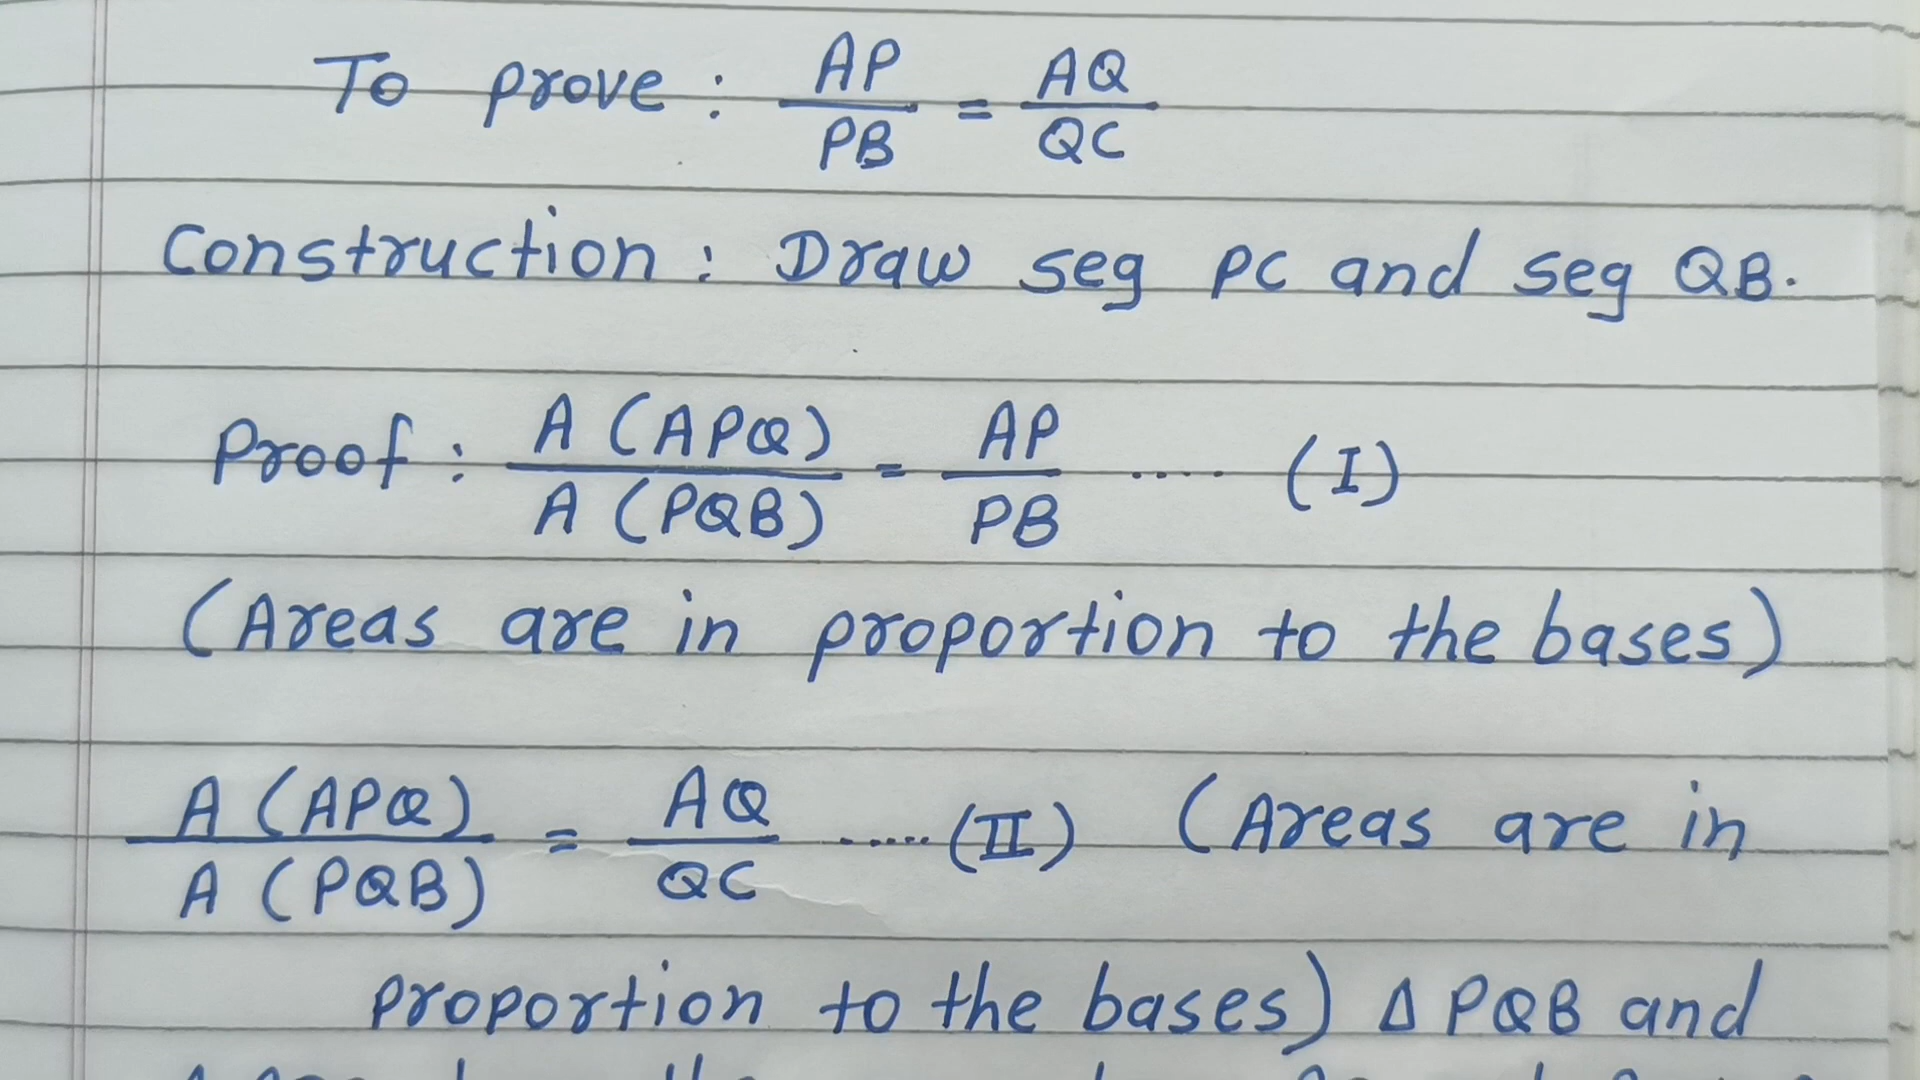 To prove : AP/PB = AQ/QC
Construction : Draw seg PC and seg QB.
Proof : A (APQ)/A (PQB) = AP/PB .... (I)
(Areas are in proportion to the bases)
A (APQ)/A (PQB) = AQ/QC ...... (II) (Areas are in
proportion to the bases) Δ PQB and